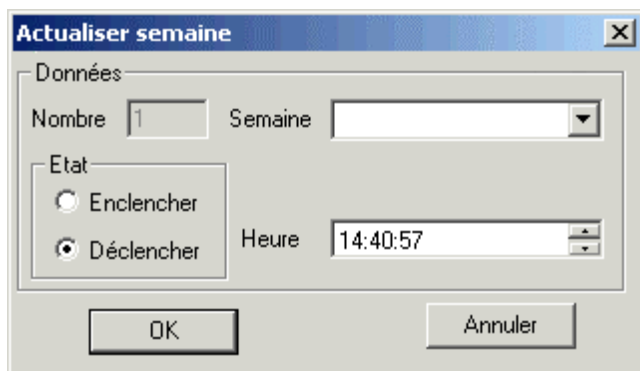 Actualiser semaine
Données
Nombre 1 Semaine
Etat
Enclencher
Déclencher
Heure 14:40:57
OK Annuler